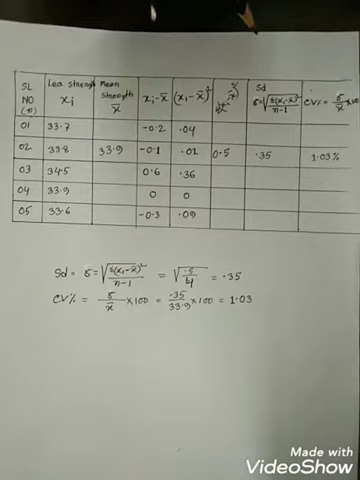 SL NO (n) Lea strength xi Mean strength x̄ xi-x̄ (xi-x̄)² Sd σ=√Σ(xi-x̄)²/n-1 CV%=σ/x̄×100
01 33.7 -0.2 .04
02 33.8 33.9 -0.1 .01 0.5 .35 1.03%
03 34.5 0.6 .36
04 33.9 0 0
05 33.6 -0.3 .09
Sd = σ=√Σ(xi-x̄)²/n-1 = √.5/4 = .35
CV% = σ/x̄ ×100 = .35/33.9 ×100 = 1.03
Made with
VideoShow